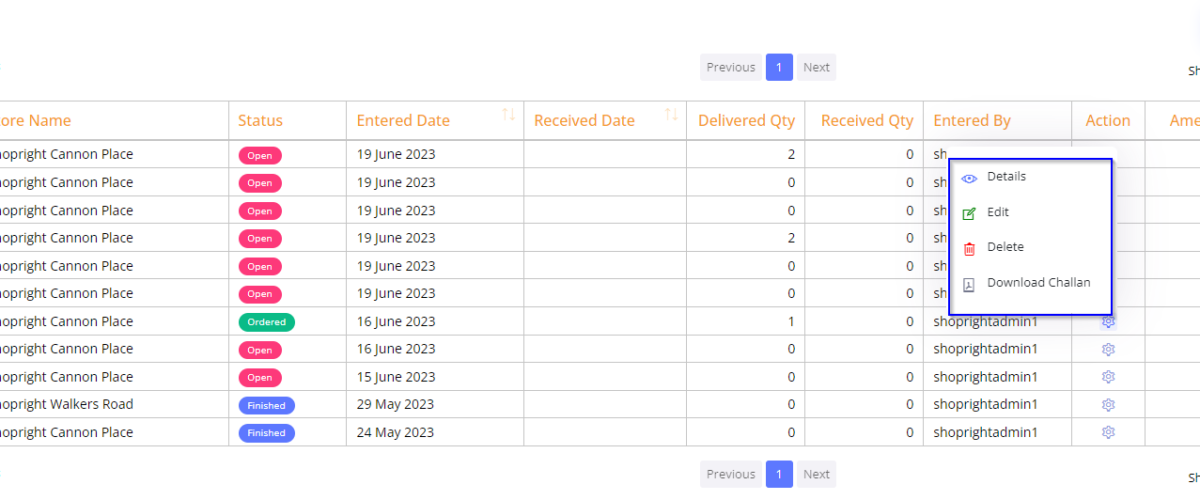 Previous 1 Next
Sh
ore Name Status Entered Date Received Date Delivered Qty Received Qty Entered By Action Ame
hopright Cannon Place Open 19 June 2023 2 0 sh
hopright Cannon Place Open 19 June 2023 0 0 sh
Details
hopright Cannon Place Open 19 June 2023 0 0 sh
Edit
hopright Cannon Place Open 19 June 2023 2 0 sh
Delete
hopright Cannon Place Open 19 June 2023 0 0 sh
Download Challan
hopright Cannon Place Open 19 June 2023 0 0 sh
hopright Cannon Place Ordered 16 June 2023 1 0 shoprightadmin1
hopright Cannon Place Open 16 June 2023 0 0 shoprightadmin1
hopright Cannon Place Open 15 June 2023 0 0 shoprightadmin1
hopright Walkers Road Finished 29 May 2023 0 0 shoprightadmin1
hopright Cannon Place Finished 24 May 2023 0 0 shoprightadmin1
Previous 1 Next
Sh